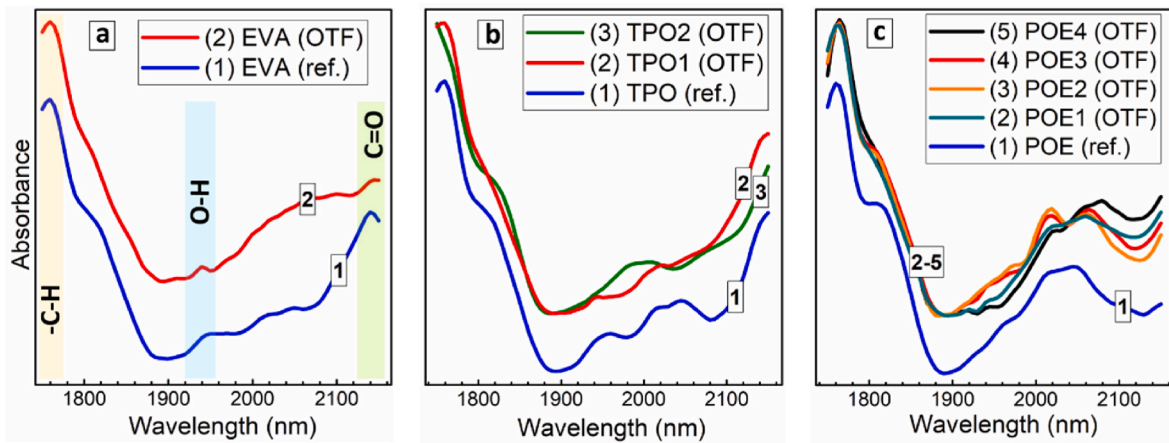 a
(2) EVA (OTF)
(1) EVA (ref.)
-C-H
O-H
C=O
2
1
Absorbance
1800 1900 2000 2100
Wavelength (nm)
b
(3) TPO2 (OTF)
(2) TPO1 (OTF)
(1) TPO (ref.)
2
3
1
1800 1900 2000 2100
Wavelength (nm)
c
(5) POE4 (OTF)
(4) POE3 (OTF)
(3) POE2 (OTF)
(2) POE1 (OTF)
(1) POE (ref.)
2-5
1
1800 1900 2000 2100
Wavelength (nm)